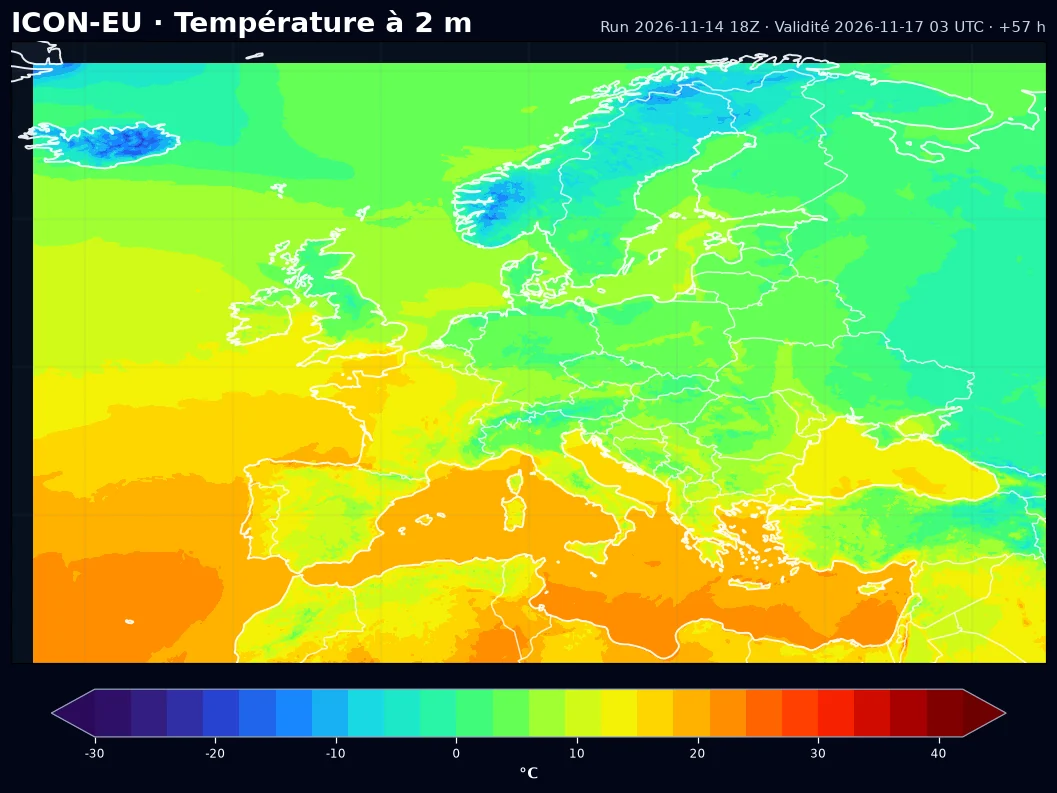 ICON-EU · Température à 2 m
Run 2026-11-14 18Z · Validité 2026-11-17 03 UTC · +57 h
-30 -20 -10 0 10 20 30 40
°C